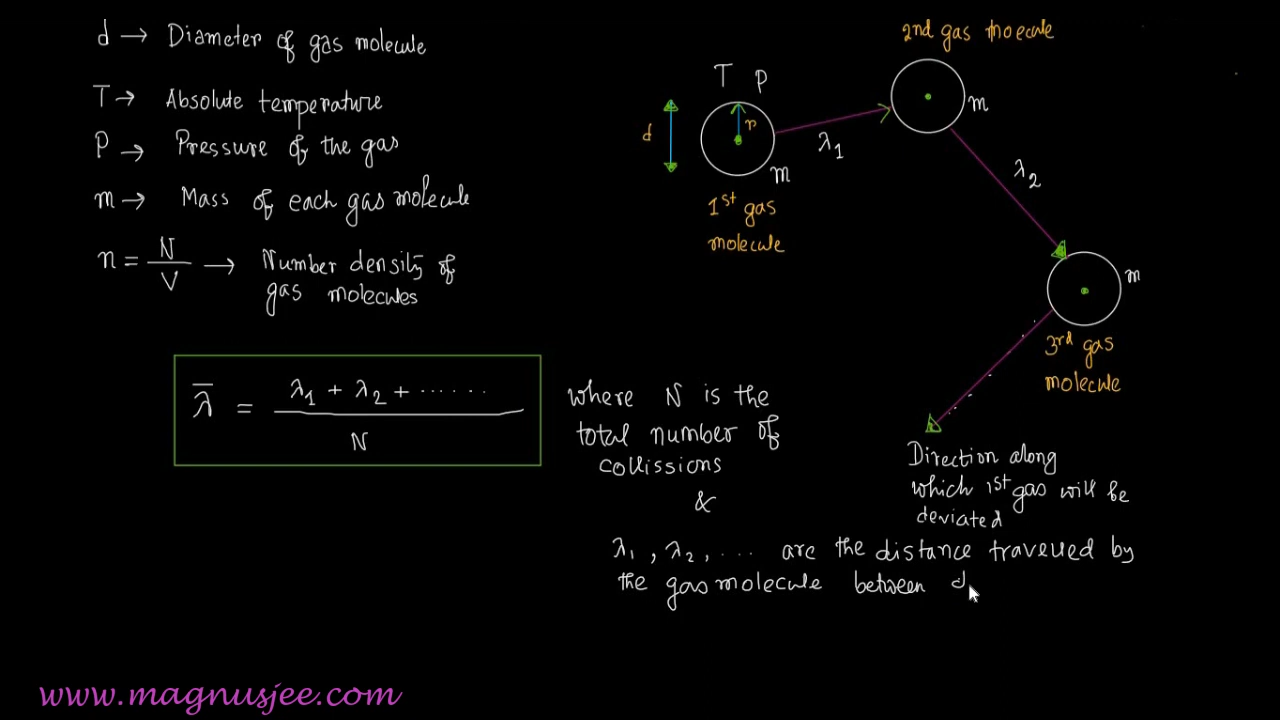 d → Diameter of gas molecule
T → Absolute temperature
P → Pressure of the gas
m → Mass of each gas molecule
n = N/V → Number density of
gas molecules
λ̅ = (λ1 + λ2 + ......)/N
where N is the
total number of
collissions
&
λ1, λ2, ... are the distance travelled by
the gas molecule between d
T P
d
r
m
1st gas
molecule
λ1
2nd gas moecule
m
λ2
m
3rd gas
molecule
Direction along
which 1st gas will be
deviated
www.magnusjee.com